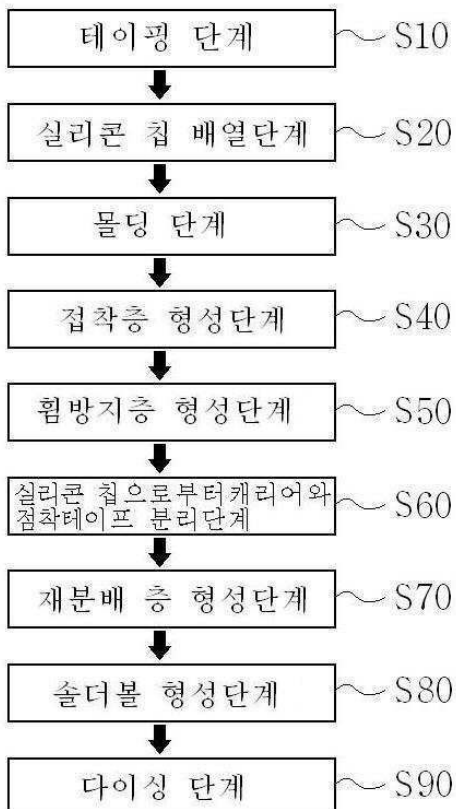 테이핑 단계 S10
실리콘 칩 배열단계 S20
몰딩 단계 S30
접착층 형성단계 S40
휨방지층 형성단계 S50
실리콘 칩으로부터캐리어와
점착테이프 분리단계 S60
재분배 층 형성단계 S70
솔더볼 형성단계 S80
다이싱 단계 S90